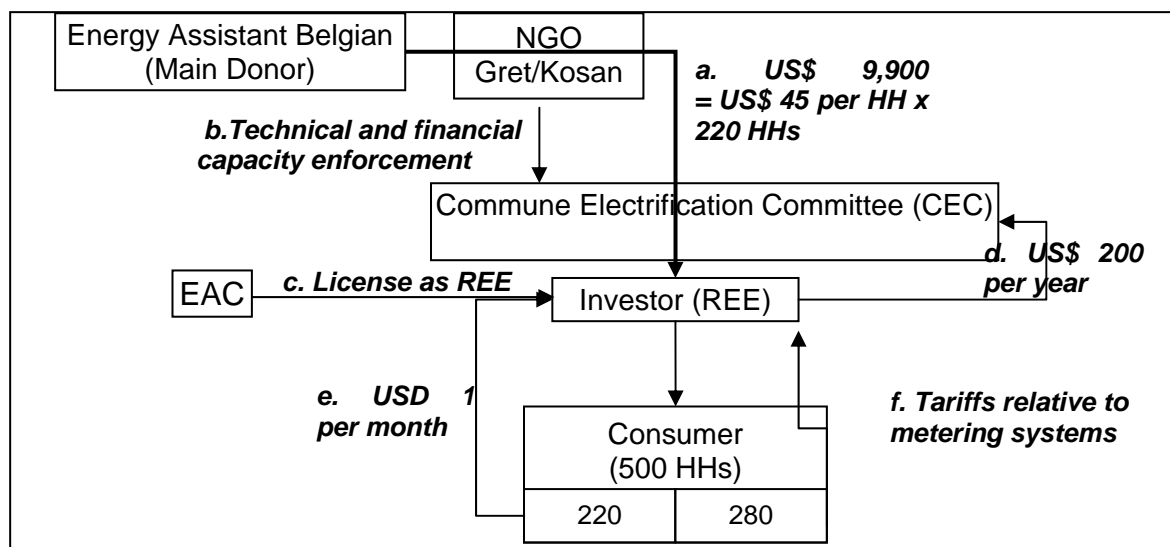 Energy Assistant Belgian
(Main Donor)
NGO
Gret/Kosan
a. US$ 9,900
= US$ 45 per HH x
220 HHs
b.Technical and financial
capacity enforcement
Commune Electrification Committee (CEC)
d. US$ 200
per year
EAC
c. License as REE
Investor (REE)
e. USD 1
per month
f. Tariffs relative to
metering systems
Consumer
(500 HHs)
220
280